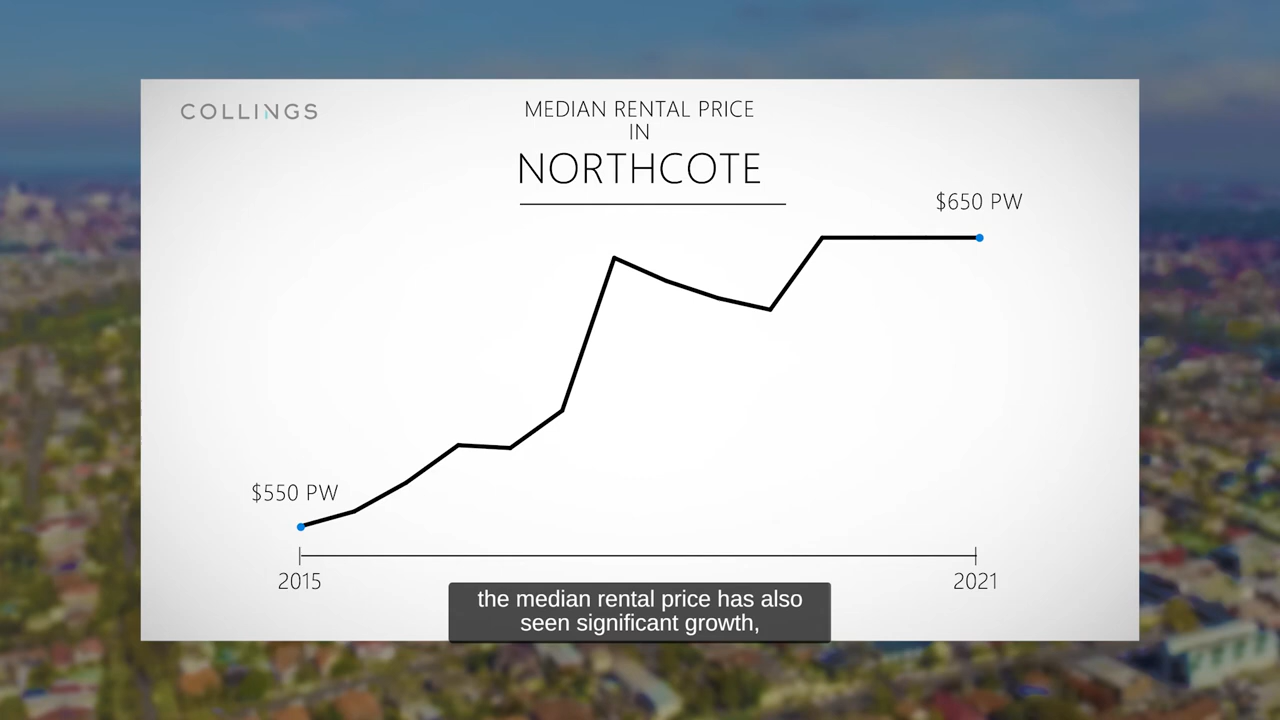 COLLINGS
MEDIAN RENTAL PRICE
IN
NORTHCOTE
$650 PW
$550 PW
2015
2021
the median rental price has also
seen significant growth,